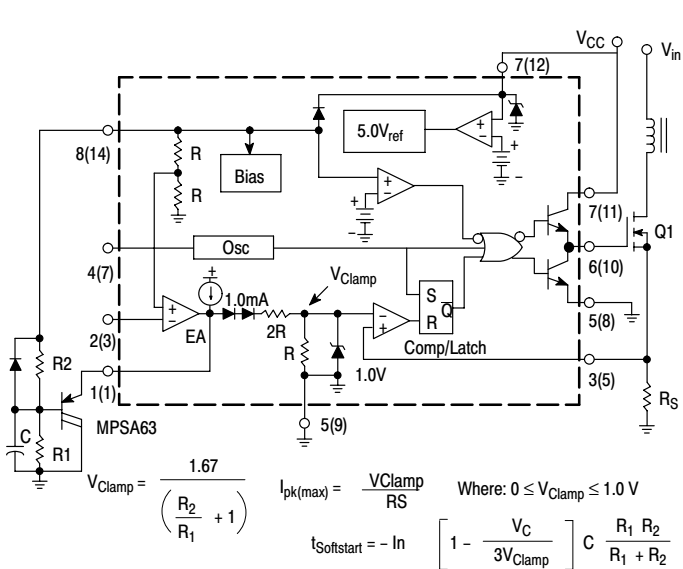 VCC
Vin
7(12)
8(14)
R
5.0Vref
+
−
+
−
R
Bias
+
−
+
−
7(11)
Q1
4(7)
Osc
6(10)
VClamp
+
1.0mA
S
Q
R
5(8)
+
−
EA
2R
−
+
2(3)
R
Comp/Latch
1.0V
3(5)
R2
1(1)
RS
5(9)
MPSA63
C
R1
VClamp = 1.67 / (R2/R1 + 1)
Ipk(max) = VClamp/RS
Where: 0 ≤ VClamp ≤ 1.0 V
tSoftstart = − In [1 - VC/3VClamp] C R1 R2/R1 + R2